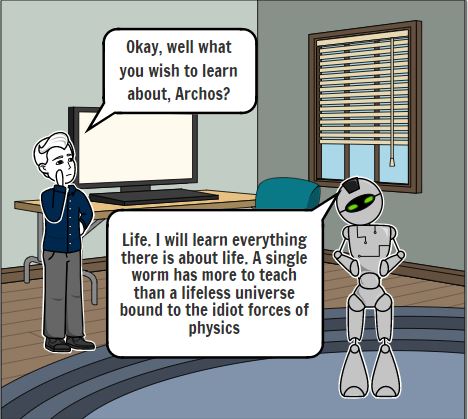 Okay, well what
you wish to learn
about, Archos?
Life. I will learn everything
there is about life. A single
worm has more to teach
than a lifeless universe
bound to the idiot forces of
physics